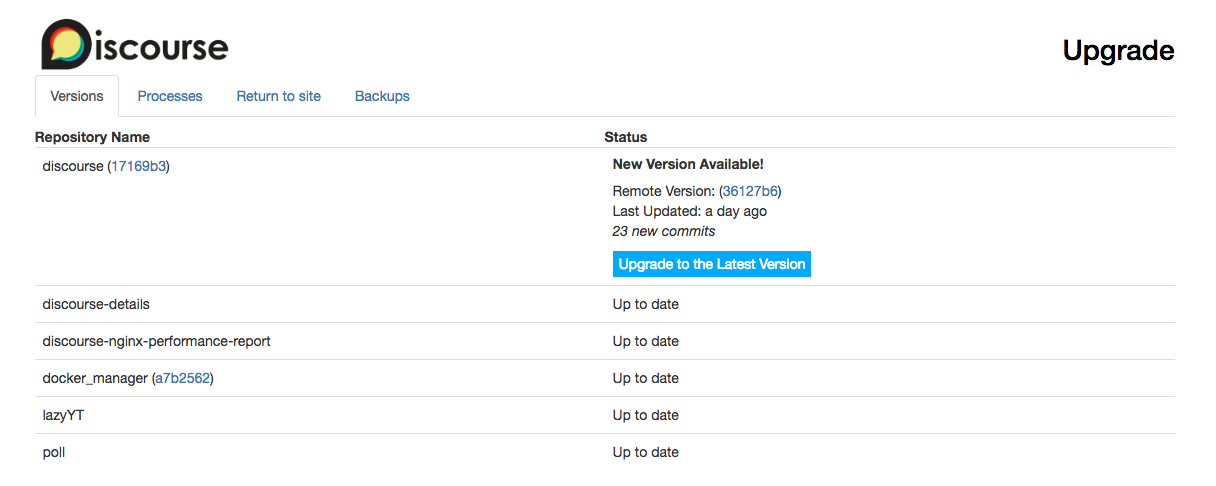 Discourse
Upgrade
Versions Processes Return to site Backups
Repository Name Status
discourse (17169b3) New Version Available!
Remote Version: (36127b6)
Last Updated: a day ago
23 new commits
Upgrade to the Latest Version
discourse-details Up to date
discourse-nginx-performance-report Up to date
docker_manager (a7b2562) Up to date
lazyYT Up to date
poll Up to date